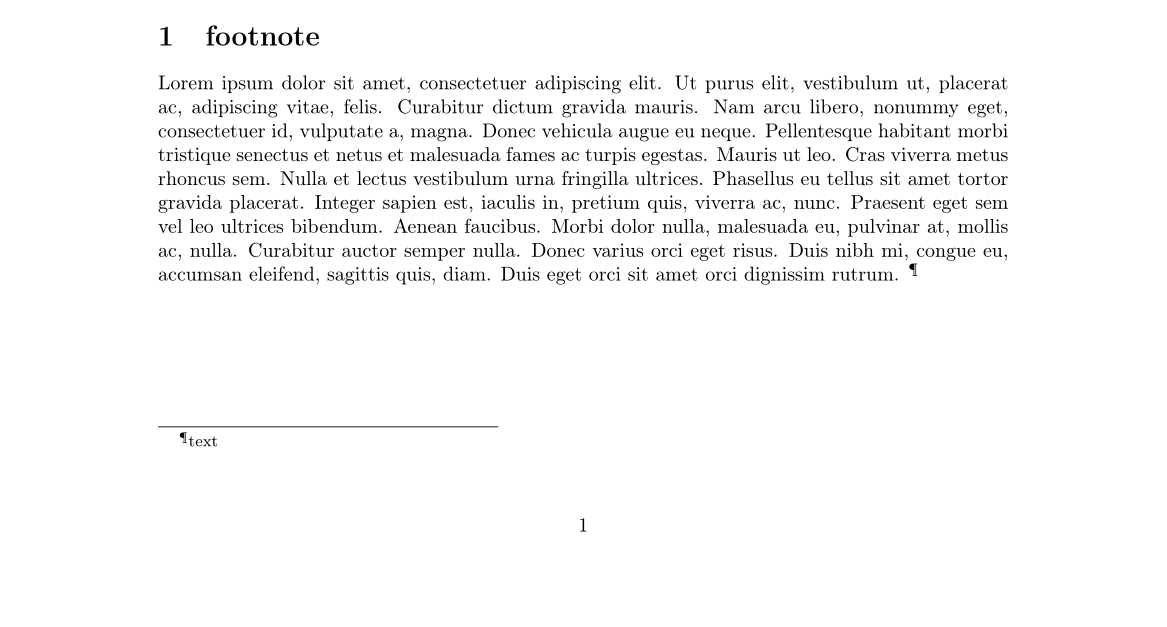 1 footnote
Lorem ipsum dolor sit amet, consectetuer adipiscing elit. Ut purus elit, vestibulum ut, placerat
ac, adipiscing vitae, felis. Curabitur dictum gravida mauris. Nam arcu libero, nonummy eget,
consectetuer id, vulputate a, magna. Donec vehicula augue eu neque. Pellentesque habitant morbi
tristique senectus et netus et malesuada fames ac turpis egestas. Mauris ut leo. Cras viverra metus
rhoncus sem. Nulla et lectus vestibulum urna fringilla ultrices. Phasellus eu tellus sit amet tortor
gravida placerat. Integer sapien est, iaculis in, pretium quis, viverra ac, nunc. Praesent eget sem
vel leo ultrices bibendum. Aenean faucibus. Morbi dolor nulla, malesuada eu, pulvinar at, mollis
ac, nulla. Curabitur auctor semper nulla. Donec varius orci eget risus. Duis nibh mi, congue eu,
accumsan eleifend, sagittis quis, diam. Duis eget orci sit amet orci dignissim rutrum. ¶
¶text
1